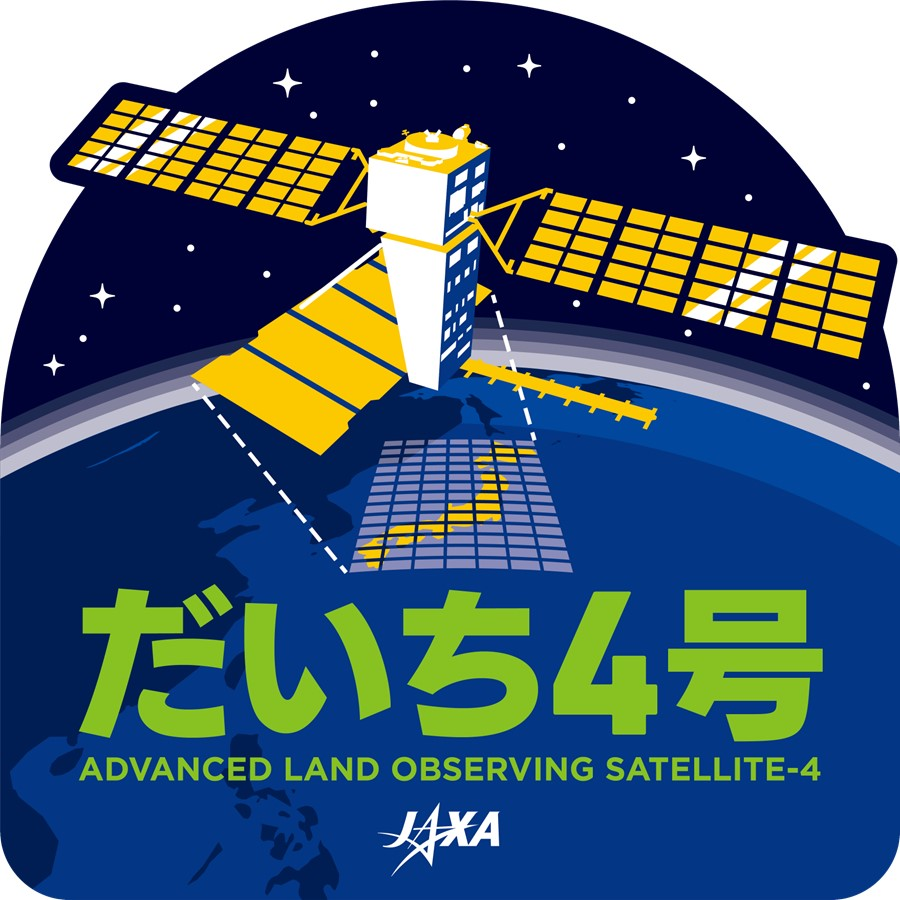 だいち4号
ADVANCED LAND OBSERVING SATELLITE-4
JAXA